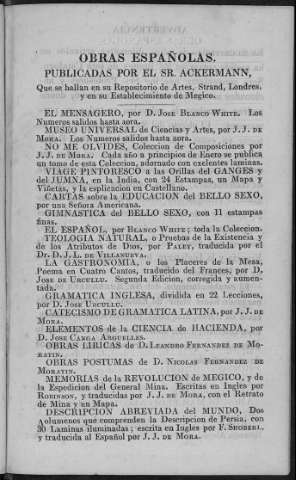 OBRAS ESPAÑOLAS.
PUBLICADAS POR EL SR. ACKERMANN,
Que se hallan en su Repositorio de Artes, Strand, Londres,
y en su Establecimiento de Megico.
EL MENSAGERO, por D. JOSE BLANCO WHITE. Los
Numeros salidos hasta aora.
MUSEO UNIVERSAL de Ciencias y Artes, por J. J. DE
MORA. Los Numeros salidos hasta aora.
NO ME OLVIDES, Coleccion de Composiciones por
J. J. DE MORA. Cada año a principios de Enero se publica
un tomo de esta Coleccion, adornado con exelentes laminas.
VIAGE PINTORESCO a las Orillas del GANGES y
del JUMNA, en la India, con 24 Estampas, un Mapa y
Viñetas, y la esplicacion en Castellano.
CARTAS sobre la EDUCACION del BELLO SEXO,
por una Señora Americana.
GIMNASTICA del BELLO SEXO, con 11 estampas
finas.
EL ESPAÑOL, por BLANCO WHITE; toda la Coleccion.
TEOLOGIA NATURAL, o Pruebas de la Existencia y
de los Atributos de Dios, por PALEY, traducida por el
Dr. D. J. L. DE VILLANUEVA.
LA GASTRONOMIA, o los Placeres de la Mesa,
Poema en Cuatro Cantos, traducido del Frances, por D.
JOSE DE URCULLU. Segunda Edicion, corregida y aumen-
tada.
GRAMATICA INGLESA, dividida en 22 Lecciones,
por D. JOSE URCULLU.
CATECISMO DE GRAMATICA LATINA, por J. J. DE
MORA.
ELEMENTOS de la CIENCIA de HACIENDA, por
D. JOSE CANGA ARGUELLES.
OBRAS LIRICAS DE D. LEANDRO FERNANDEZ DE MO-
RATIN.
OBRAS POSTUMAS DE D. NICOLAS FERNANDEZ DE
MORATIN.
MEMORIAS de la REVOLUCION DE MEGICO, y de
la Espedicion del General Mina. Escritas en Ingles por
ROBINSON, y traducidas por J. J. DE MORA, con el Retrato
de Mina y un Mapa.
DESCRIPCION ABREVIADA del MUNDO, Dos
volumenes que comprenden la Descripcion de Persia, con
30 Laminas iluminadas; escrita en Ingles por F. SHOBERL,
y traducida al Español por J. J. DE MORA.